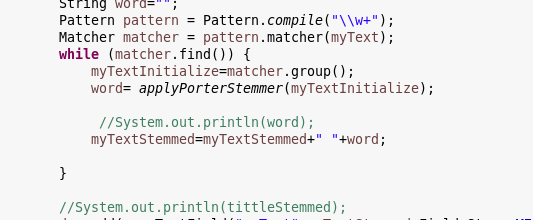 String word="";
Pattern pattern = Pattern.compile("\\w+");
Matcher matcher = pattern.matcher(myText);
while (matcher.find()) {
myTextInitialize=matcher.group();
word= applyPorterStemmer(myTextInitialize);
//System.out.println(word);
myTextStemmed=myTextStemmed+" "+word;
}
//System.out.println(tittleStemmed);